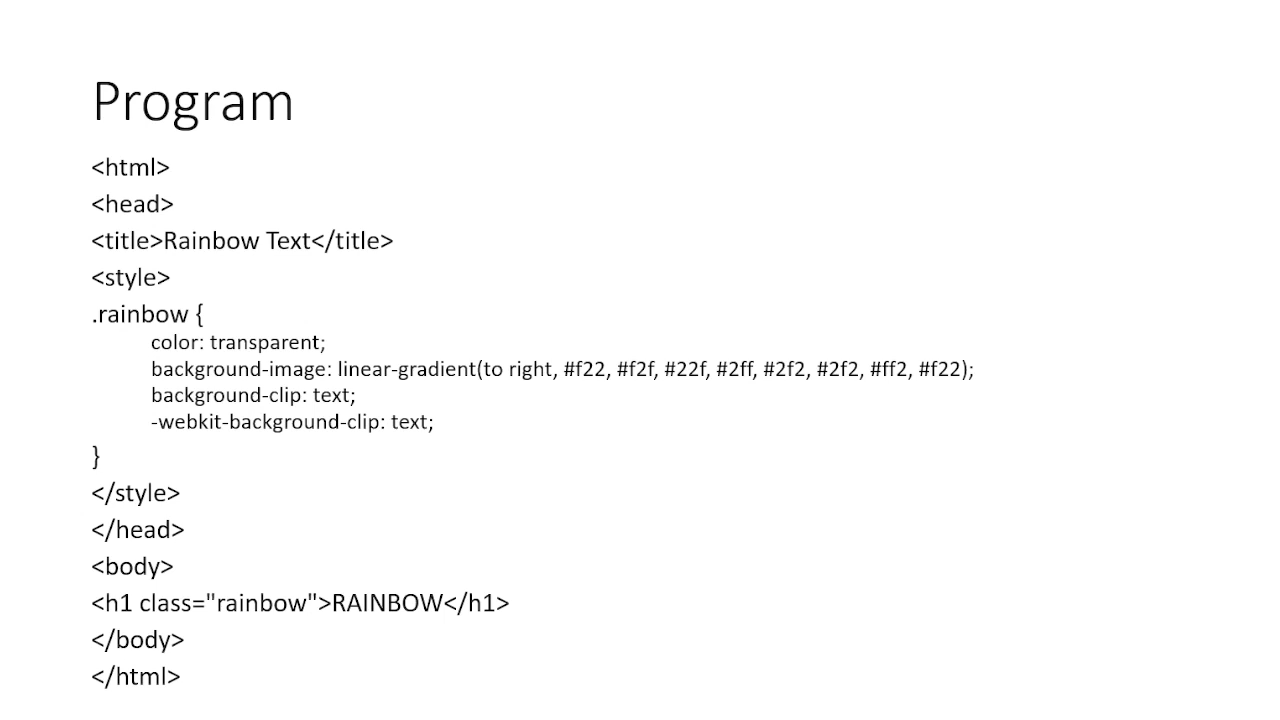 Program
<html>
<head>
<title>Rainbow Text</title>
<style>
.rainbow {
color: transparent;
background-image: linear-gradient(to right, #f22, #f2f, #22f, #2ff, #2f2, #2f2, #ff2, #f22);
background-clip: text;
-webkit-background-clip: text;
}
</style>
</head>
<body>
<h1 class="rainbow">RAINBOW</h1>
</body>
</html>